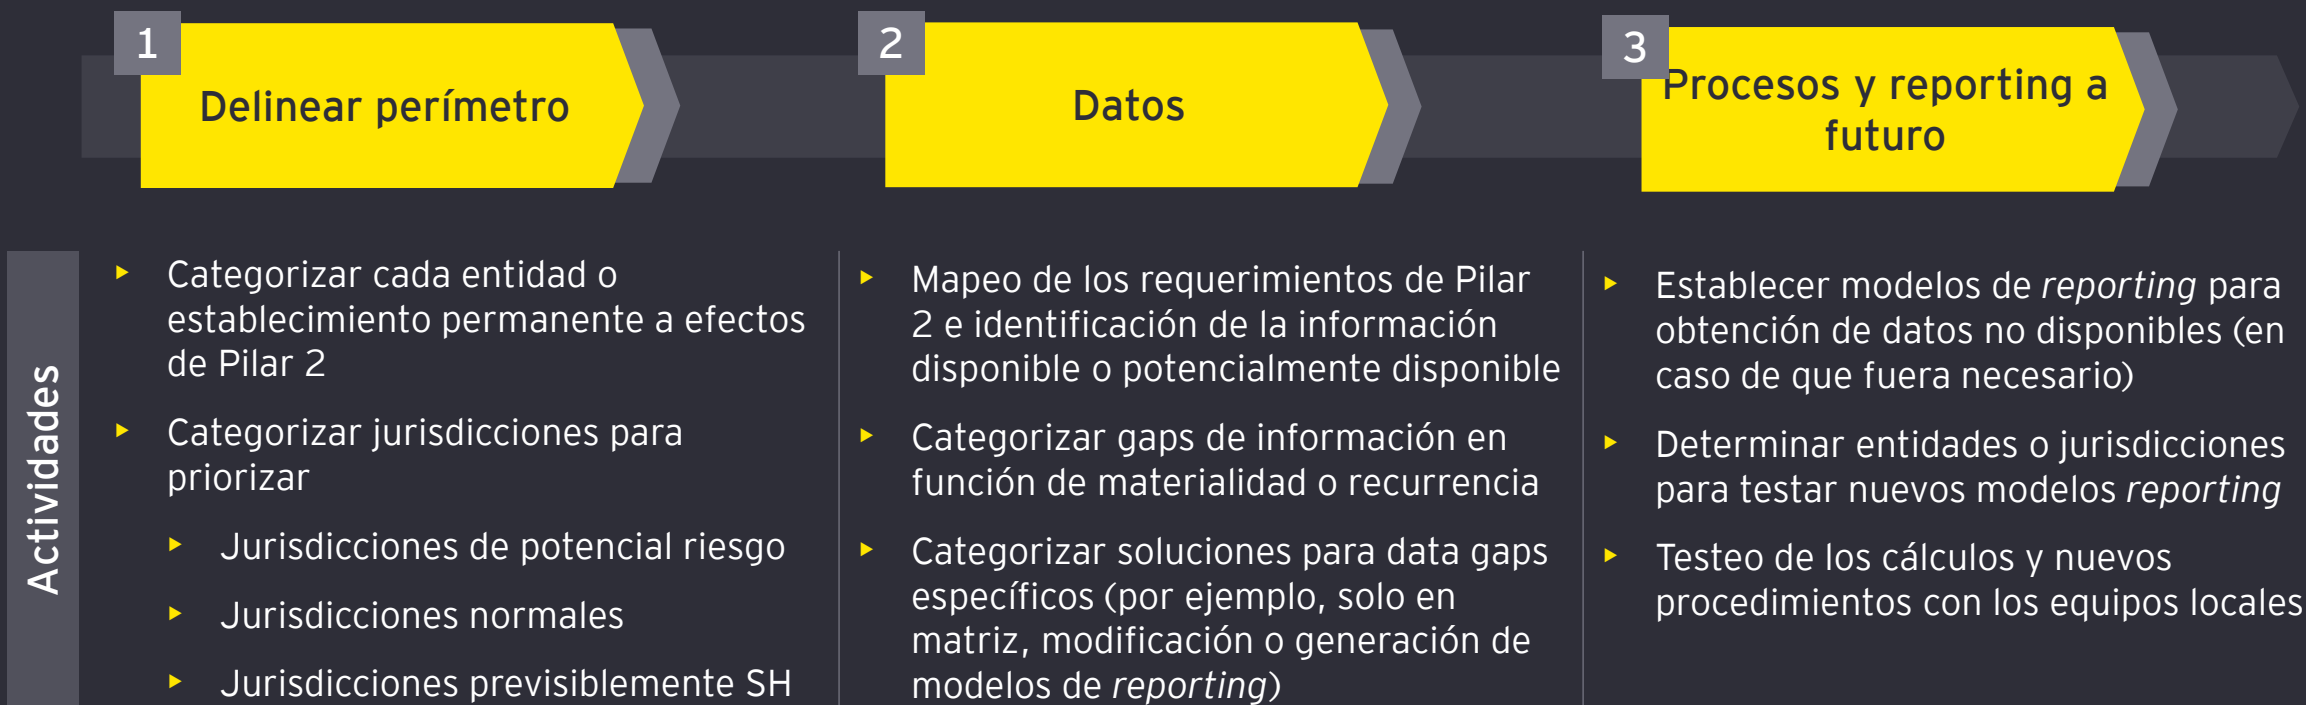 1
Delinear perímetro
2
Datos
3
Procesos y reporting a
futuro
Actividades
Categorizar cada entidad o
establecimiento permanente a efectos
de Pilar 2
Categorizar jurisdicciones para
priorizar
Jurisdicciones de potencial riesgo
Jurisdicciones normales
Jurisdicciones previsiblemente SH
Mapeo de los requerimientos de Pilar
2 e identificación de la información
disponible o potencialmente disponible
Categorizar gaps de información en
función de materialidad o recurrencia
Categorizar soluciones para data gaps
específicos (por ejemplo, solo en
matriz, modificación o generación de
modelos de reporting)
Establecer modelos de reporting para
obtención de datos no disponibles (en
caso de que fuera necesario)
Determinar entidades o jurisdicciones
para testar nuevos modelos reporting
Testeo de los cálculos y nuevos
procedimientos con los equipos locales